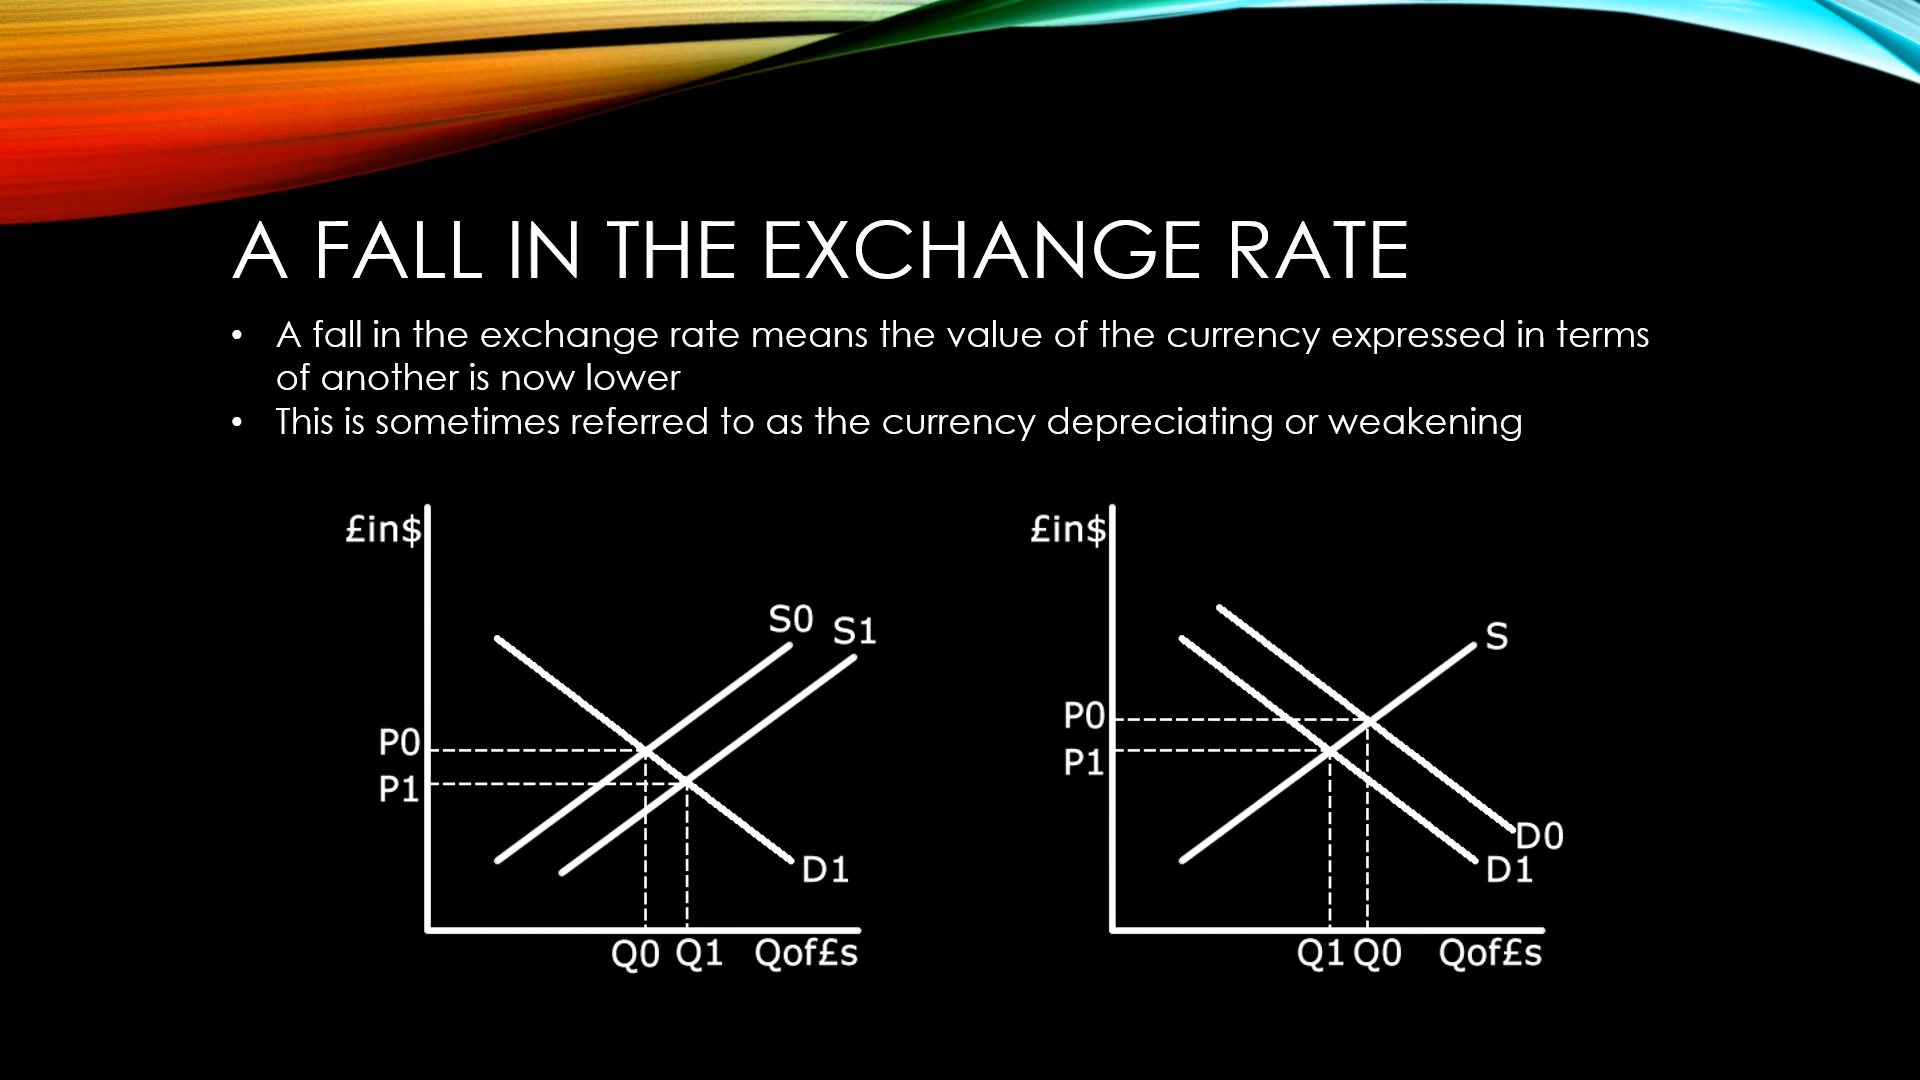 A FALL IN THE EXCHANGE RATE
• A fall in the exchange rate means the value of the currency expressed in terms
of another is now lower
• This is sometimes referred to as the currency depreciating or weakening
£in$
S0
S1
P0
P1
D1
Q0
Q1
Qof£s
£in$
S
P0
P1
D0
D1
Q1
Q0
Qof£s